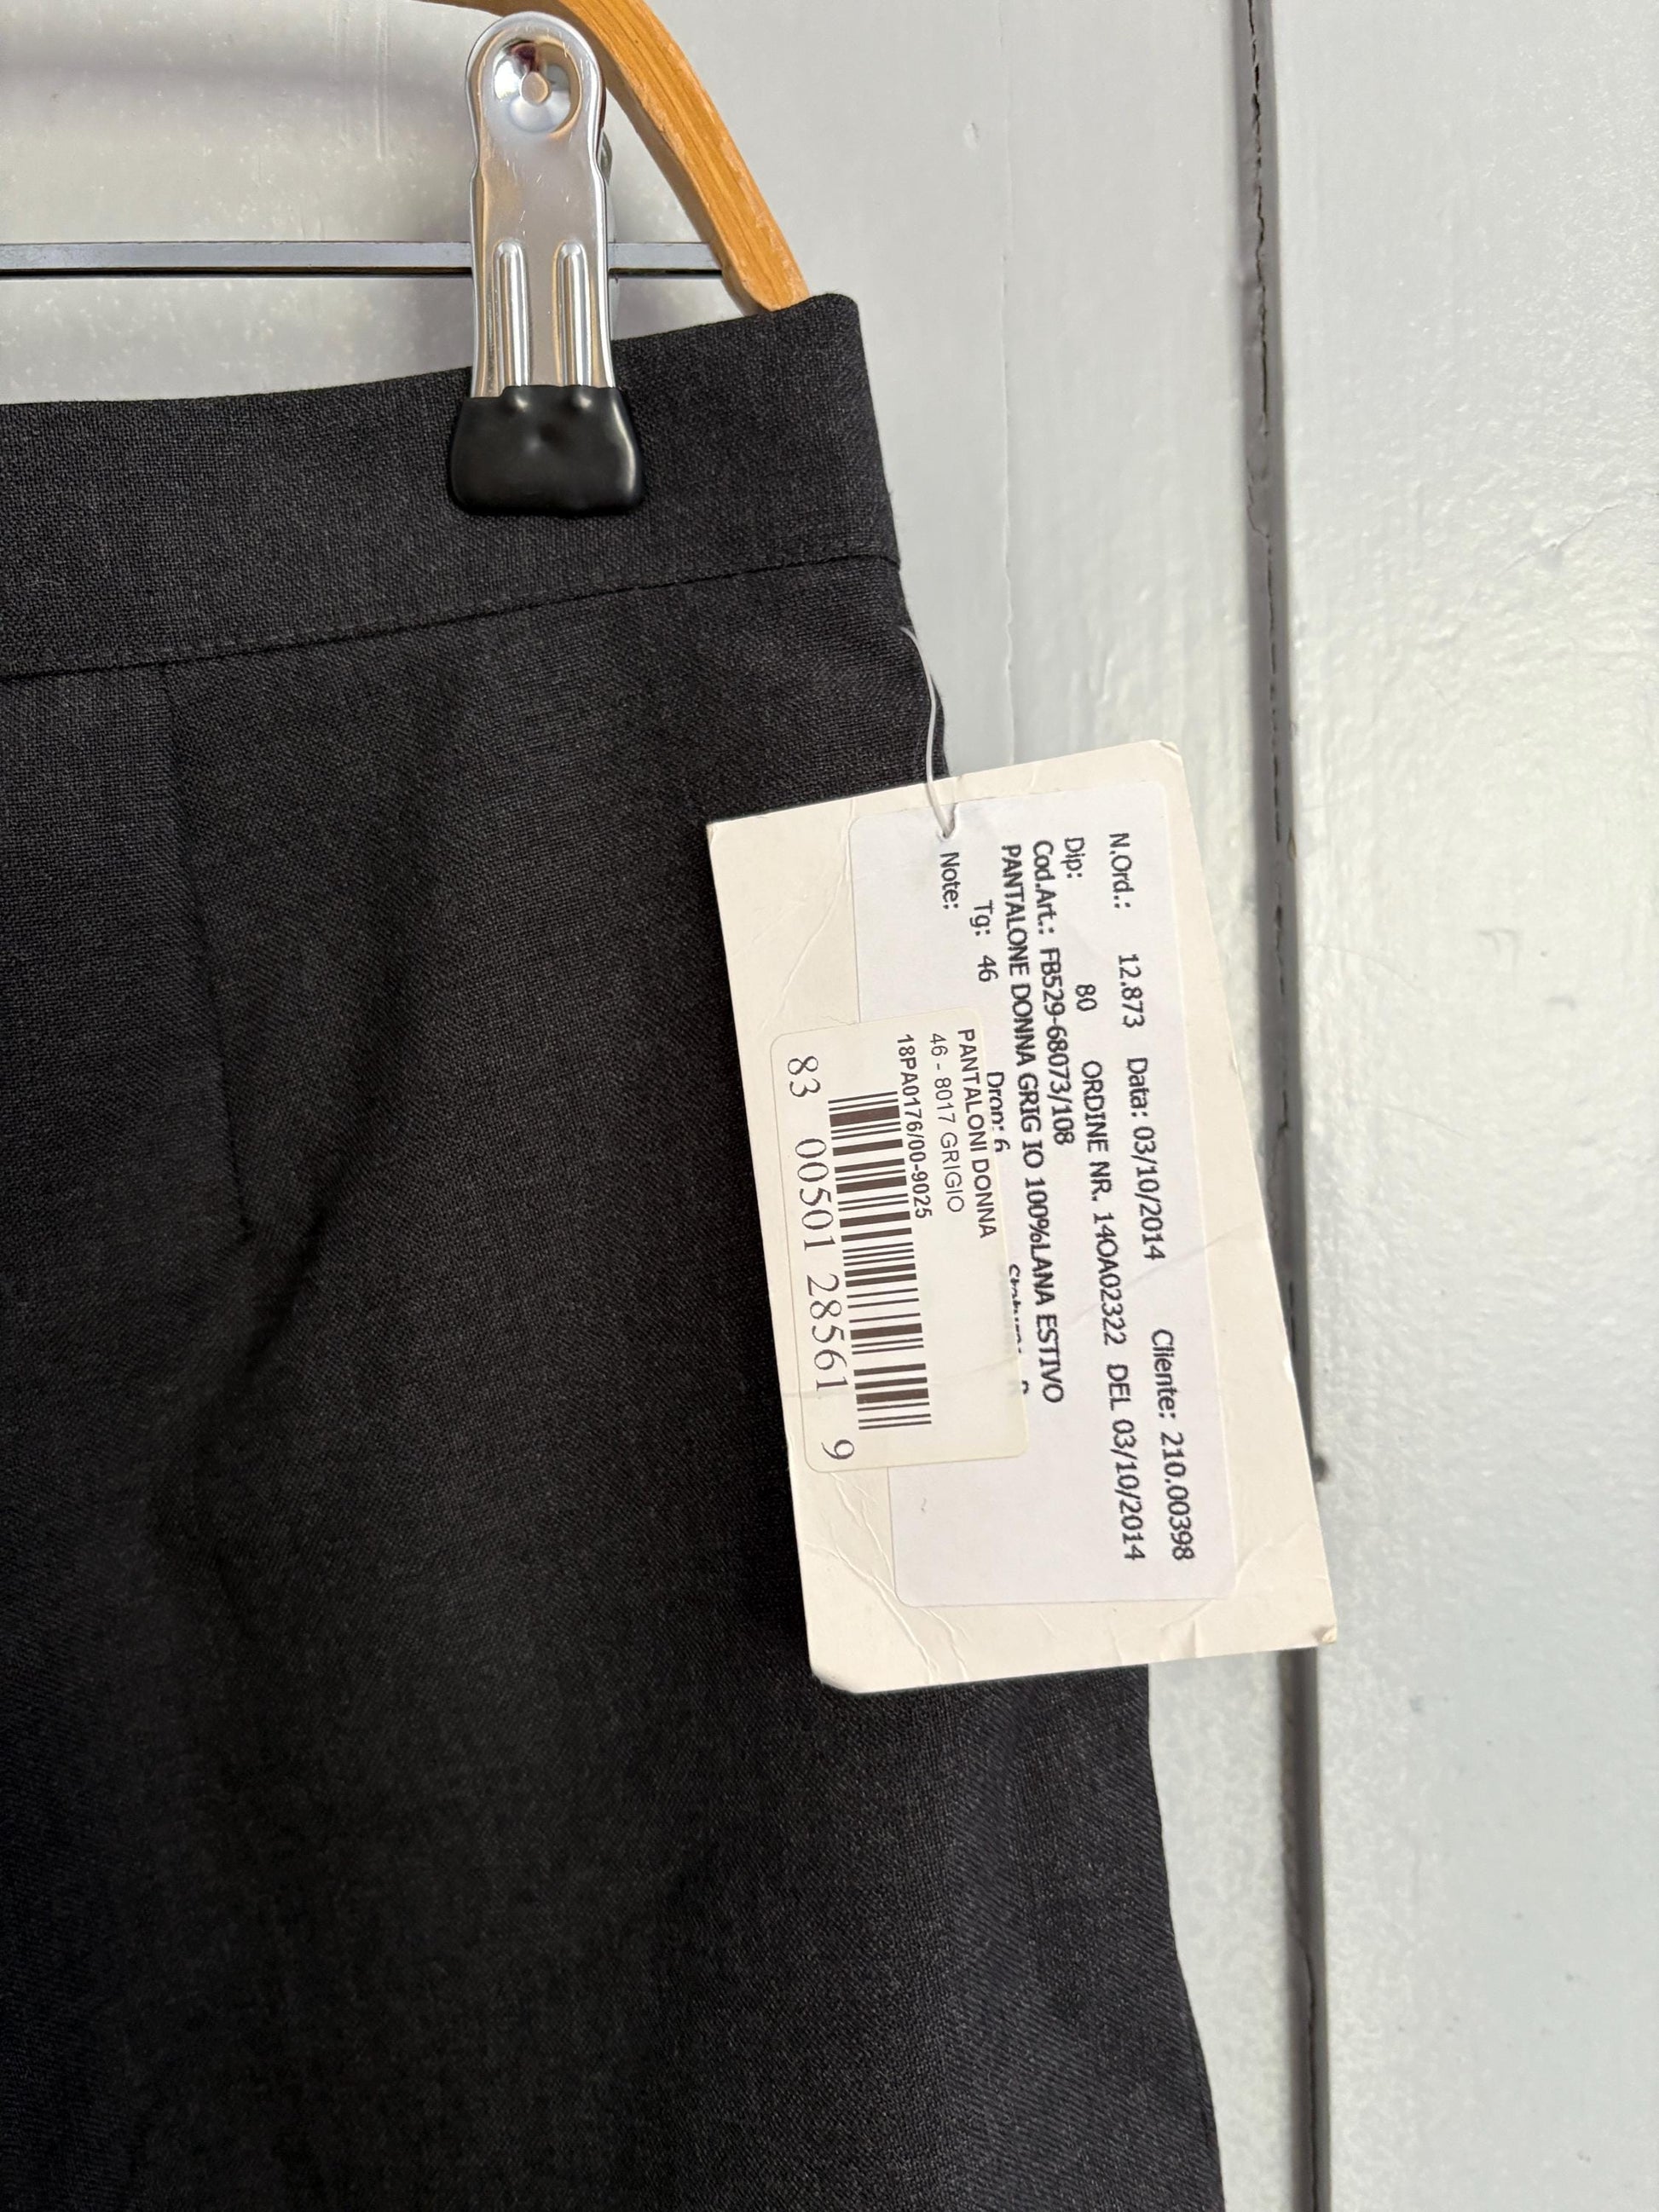 N.Ord.: 12.873 Data: 03/10/2014 Cliente: 210.00398
Dip: 80 ORDINE NR. 14OA02322 DEL 03/10/2014
Cod.Art.: FB529-68073/108
PANTALONE DONNA GRIG IO 100%LANA ESTIVO
Tg: 46 Drop: 6
Note:
PANTALONI DONNA
46 - 8017 GRIGIO
18PA0176/00-9025
83 00501 28561 9